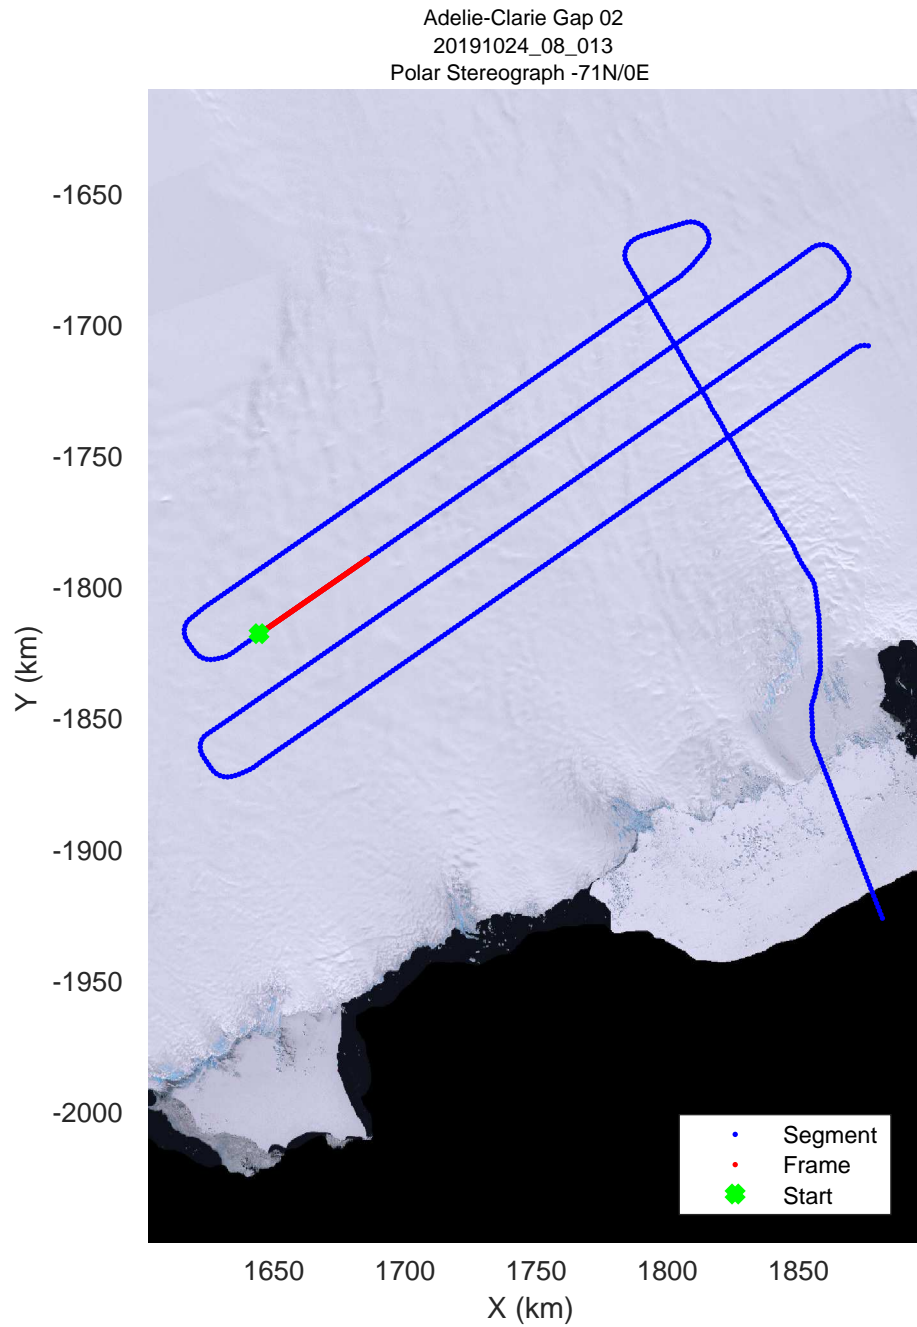 Adelie-Clarie Gap 02
20191024_08_013
Polar Stereograph -71N/0E
-1650
-1700
-1750
-1800
-1850
-1900
-1950
-2000
Y (km)
Segment
Frame
Start
1650
1700
1750
1800
1850
X (km)